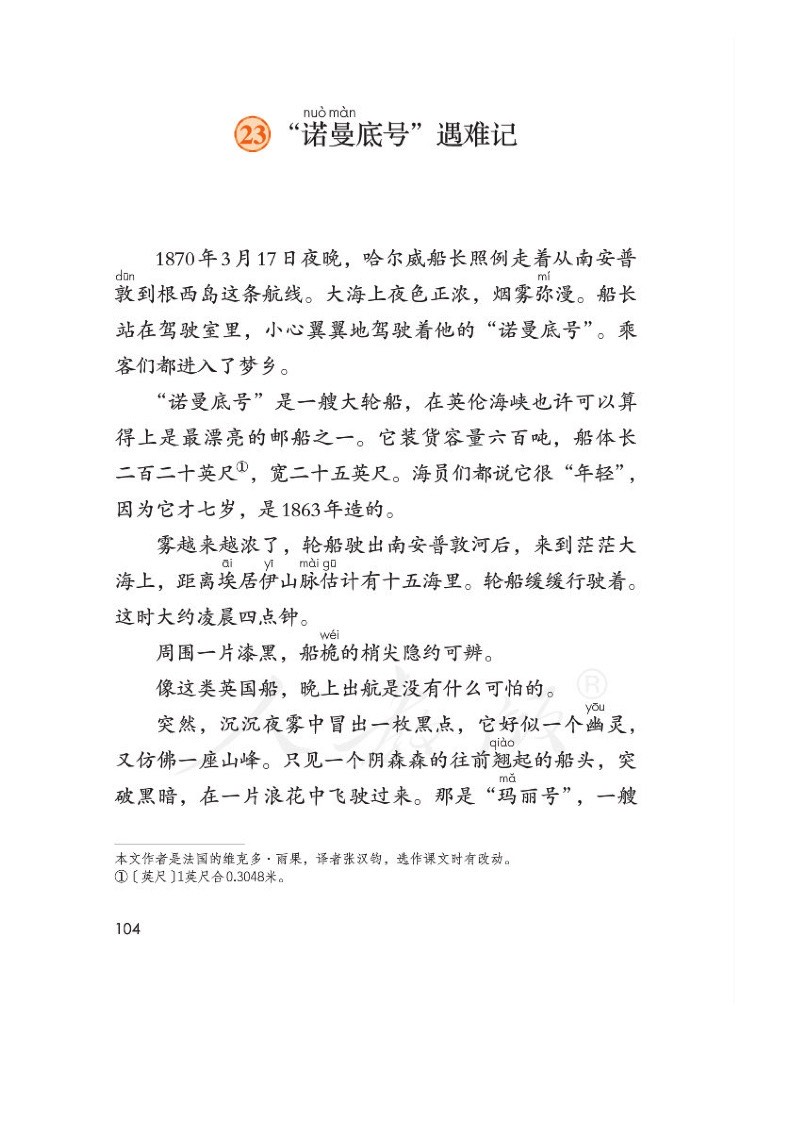 nuò màn
23 “诺曼底号”遇难记
1870年3月17日夜晚，哈尔威船长照例走着从南安普
dūn mí
敦到根西岛这条航线。大海上夜色正浓，烟雾弥漫。船长
站在驾驶室里，小心翼翼地驾驶着他的“诺曼底号”。乘
客们都进入了梦乡。
“诺曼底号”是一艘大轮船，在英伦海峡也许可以算
得上是最漂亮的邮船之一。它装货容量六百吨，船体长
二百二十英尺①，宽二十五英尺。海员们都说它很“年轻”，
因为它才七岁，是1863年造的。
雾越来越浓了，轮船驶出南安普敦河后，来到茫茫大
āi yī mài gū
海上，距离埃居伊山脉估计有十五海里。轮船缓缓行驶着。
这时大约凌晨四点钟。
wéi
周围一片漆黑，船桅的梢尖隐约可辨。
像这类英国船，晚上出航是没有什么可怕的。
yōu
突然，沉沉夜雾中冒出一枚黑点，它好似一个幽灵，
qiào
又仿佛一座山峰。只见一个阴森森的往前翘起的船头，突
mǎ
破黑暗，在一片浪花中飞驶过来。那是“玛丽号”，一艘
本文作者是法国的维克多·雨果，译者张汉钧，选作课文时有改动。
①〔英尺〕1英尺合0.3048米。
104
人教版®